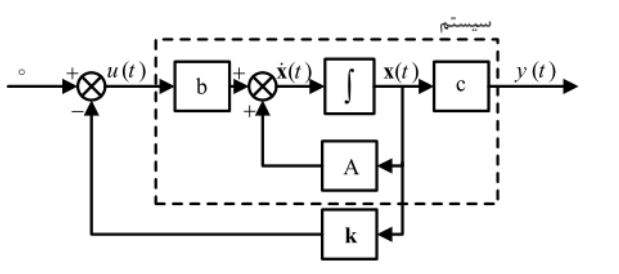 سیستم
° + u(t) b + ẋ(t) ∫ x(t) c y(t)
− +
A
k